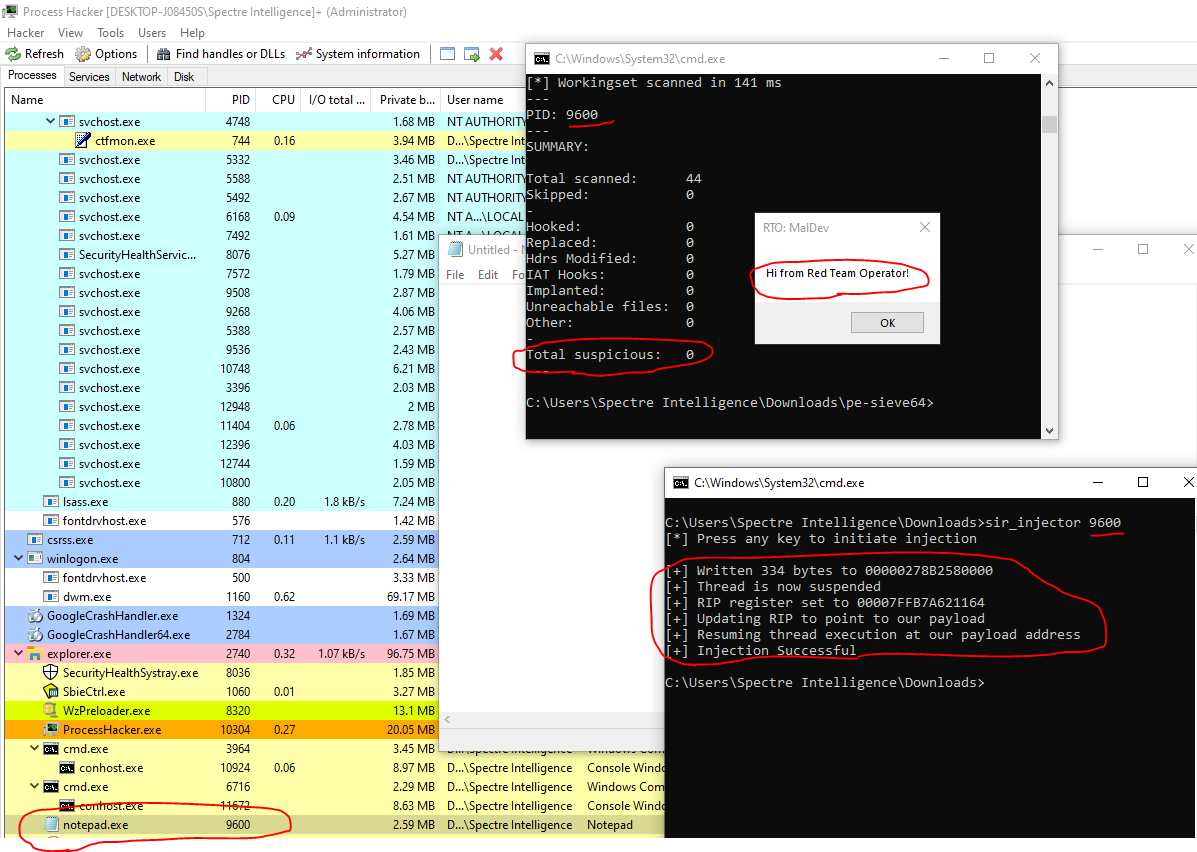 Process Hacker [DESKTOP-J08450S\Spectre Intelligence]+ (Administrator)
Hacker View Tools Users Help
Refresh Options Find handles or DLLs System information
Processes Services Network Disk
Name PID CPU I/O total ... Private b... User name
svchost.exe 4748 1.68 MB NT AUTHORITY
ctfmon.exe 744 0.16 3.94 MB D...\Spectre Int
svchost.exe 5332 3.46 MB D...\Spectre Int
svchost.exe 5588 2.51 MB NT AUTHORITY
svchost.exe 5492 2.67 MB NT AUTHORITY
svchost.exe 6168 0.09 4.54 MB NT A...\LOCAL
svchost.exe 7492 1.61 MB
SecurityHealthServic... 8076 5.27 MB
svchost.exe 7572 1.79 MB
svchost.exe 9508 2.87 MB
svchost.exe 9268 4.06 MB
svchost.exe 5388 2.57 MB
svchost.exe 9536 2.43 MB
svchost.exe 10748 6.21 MB
svchost.exe 3396 2.03 MB
svchost.exe 12948 2 MB
svchost.exe 11404 0.06 2.78 MB
svchost.exe 12396 4.03 MB
svchost.exe 12744 1.59 MB
svchost.exe 10800 2.05 MB
lsass.exe 880 0.20 1.8 kB/s 7.24 MB
fontdrvhost.exe 576 1.42 MB
csrss.exe 712 0.11 1.1 kB/s 2.59 MB
winlogon.exe 804 2.64 MB
fontdrvhost.exe 500 3.33 MB
dwm.exe 1160 0.62 69.17 MB
GoogleCrashHandler.exe 1324 1.69 MB
GoogleCrashHandler64.exe 2784 1.67 MB
explorer.exe 2740 0.32 1.07 kB/s 96.75 MB
SecurityHealthSystray.exe 8036 1.85 MB
SbieCtrl.exe 1060 0.01 3.27 MB
WzPreloader.exe 8320 13.1 MB
ProcessHacker.exe 10304 0.27 20.05 MB
cmd.exe 3964 3.45 MB D...\Spectre Intelligence Windows Com
conhost.exe 10924 0.06 8.97 MB D...\Spectre Intelligence Console Windo
cmd.exe 6716 2.29 MB D...\Spectre Intelligence Windows Com
conhost.exe 11672 8.63 MB D...\Spectre Intelligence Console Windo
notepad.exe 9600 2.59 MB D...\Spectre Intelligence Notepad
Untitled - N
File Edit Fo
C:\Windows\System32\cmd.exe
[*] Workingset scanned in 141 ms
---
PID: 9600
---
SUMMARY:
Total scanned: 44
Skipped: 0
-
Hooked: 0
Replaced: 0
Hdrs Modified: 0
IAT Hooks: 0
Implanted: 0
Unreachable files: 0
Other: 0
-
Total suspicious: 0
---
C:\Users\Spectre Intelligence\Downloads\pe-sieve64>
RTO: MalDev
Hi from Red Team Operator!
OK
C:\Windows\System32\cmd.exe
C:\Users\Spectre Intelligence\Downloads>sir_injector 9600
[*] Press any key to initiate injection
[+] Written 334 bytes to 00000278B2580000
[+] Thread is now suspended
[+] RIP register set to 00007FFB7A621164
[+] Updating RIP to point to our payload
[+] Resuming thread execution at our payload address
[+] Injection Successful
C:\Users\Spectre Intelligence\Downloads>